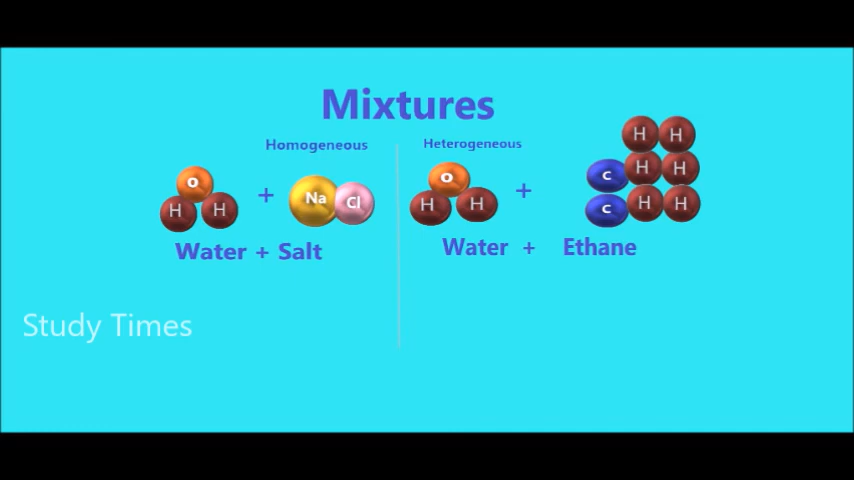 Mixtures
Homogeneous
O
H H
+
Na Cl
Water + Salt
Heterogeneous
O
H H
+
H H
C H H
C H H
Water + Ethane
Study Times